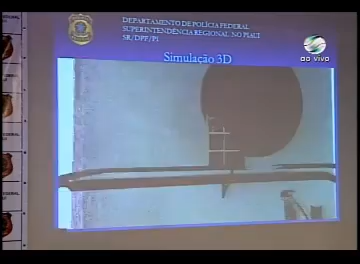 DEPARTAMENTO DE POLÍCIA FEDERAL
SUPERINTENDÊNCIA REGIONAL NO PIAUÍ
SR/DPF/PI
Simulação 3D
AO VIVO